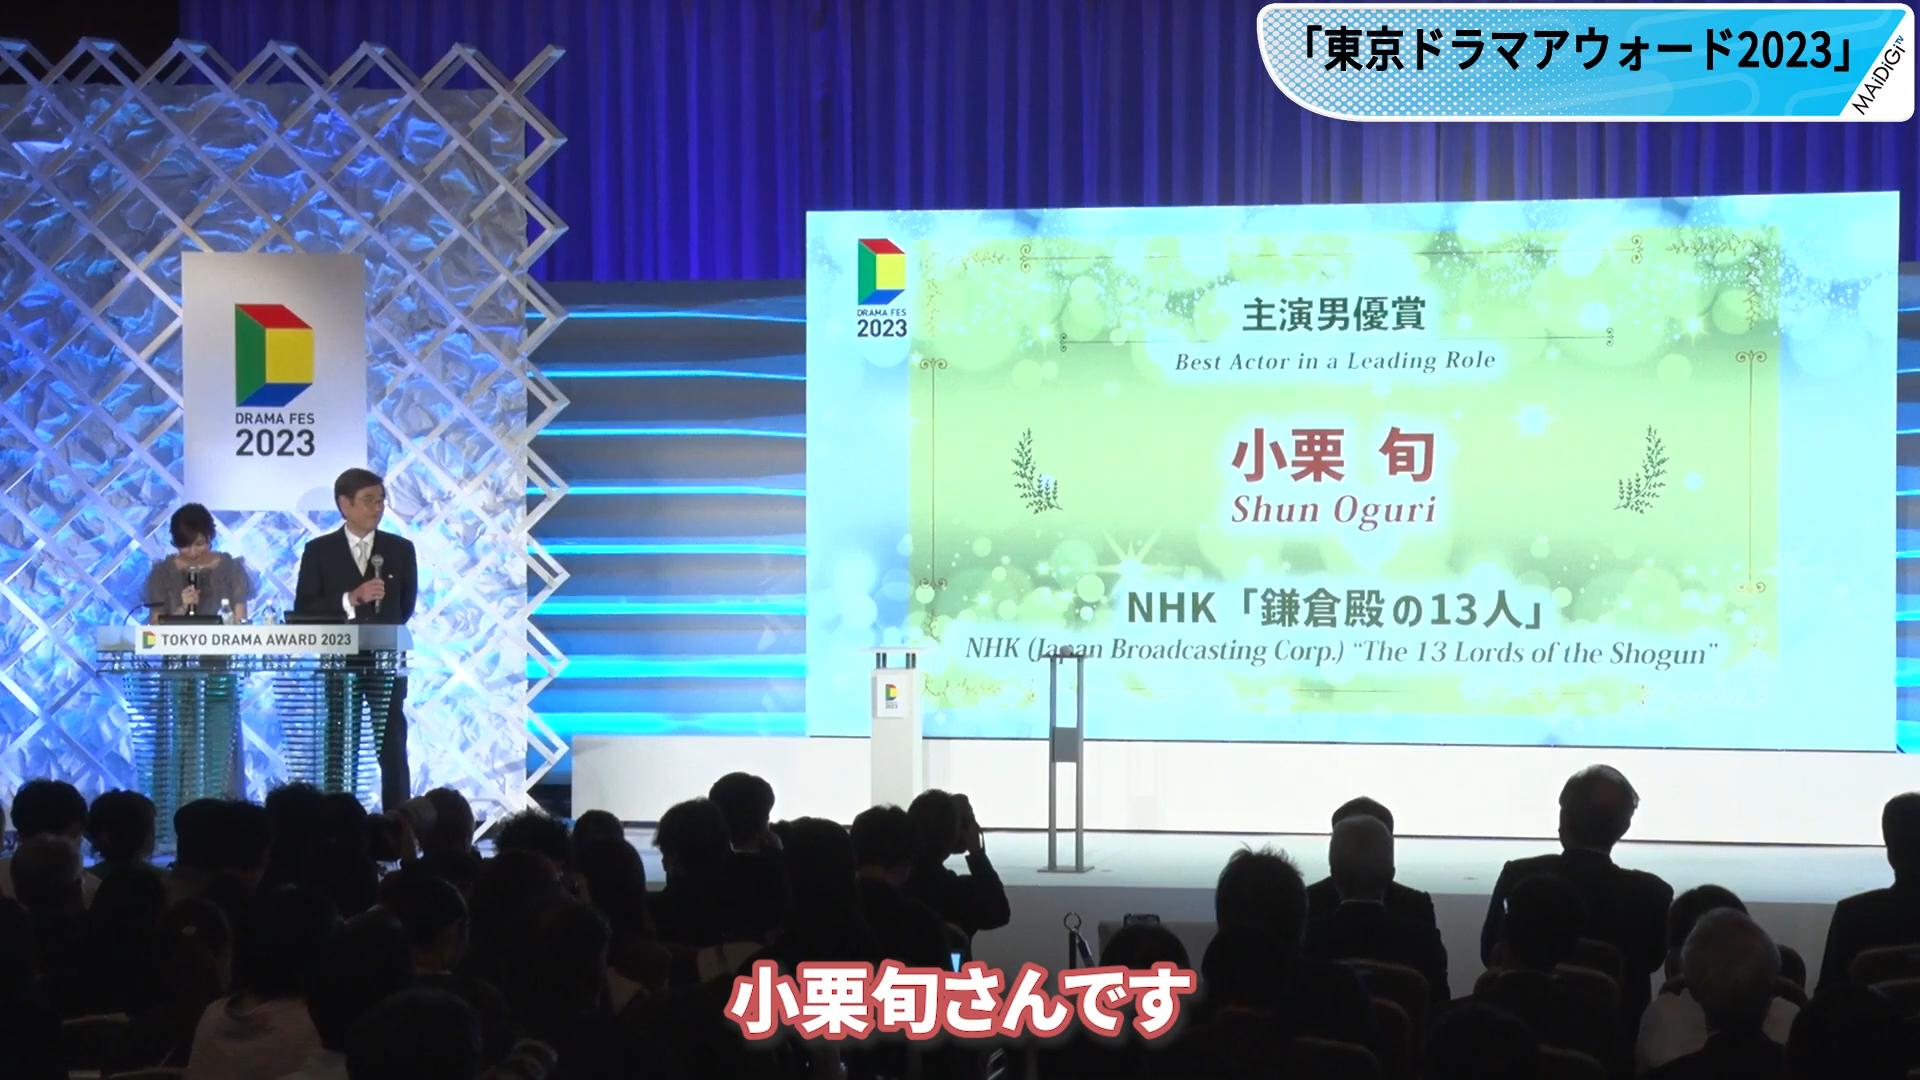 「東京ドラマアウォード2023」
MAiDiGiTV
DRAMA FES
2023
主演男優賞
Best Actor in a Leading Role
小栗 旬
Shun Oguri
NHK「鎌倉殿の13人」
NHK (Japan Broadcasting Corp.) “The 13 Lords of the Shogun”
DRAMA FES
2023
TOKYO DRAMA AWARD 2023
小栗旬さんです